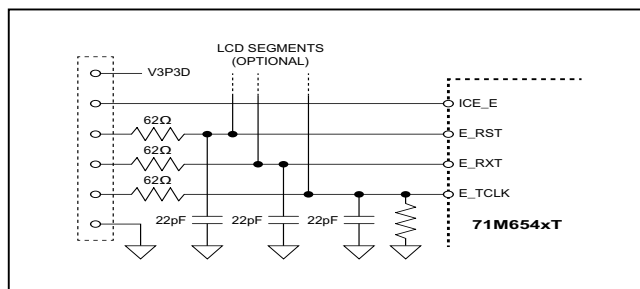 LCD SEGMENTS
(OPTIONAL)
V3P3D
ICE_E
62Ω
E_RST
62Ω
E_RXT
62Ω
E_TCLK
22pF
22pF
22pF
71M654xT